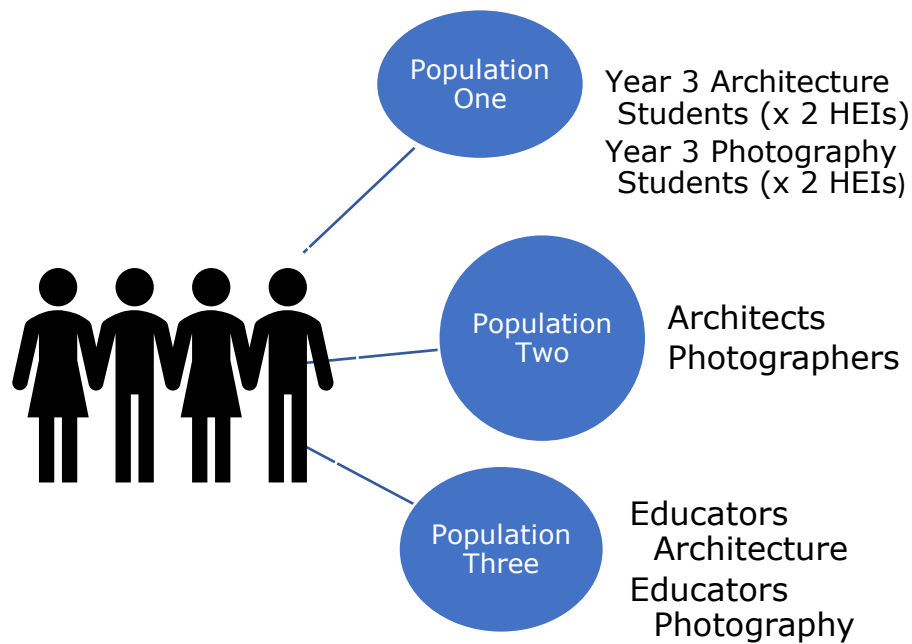 Population
One
Year 3 Architecture
Students (x 2 HEIs)
Year 3 Photography
Students (x 2 HEIs)
Population
Two
Architects
Photographers
Population
Three
Educators
Architecture
Educators
Photography